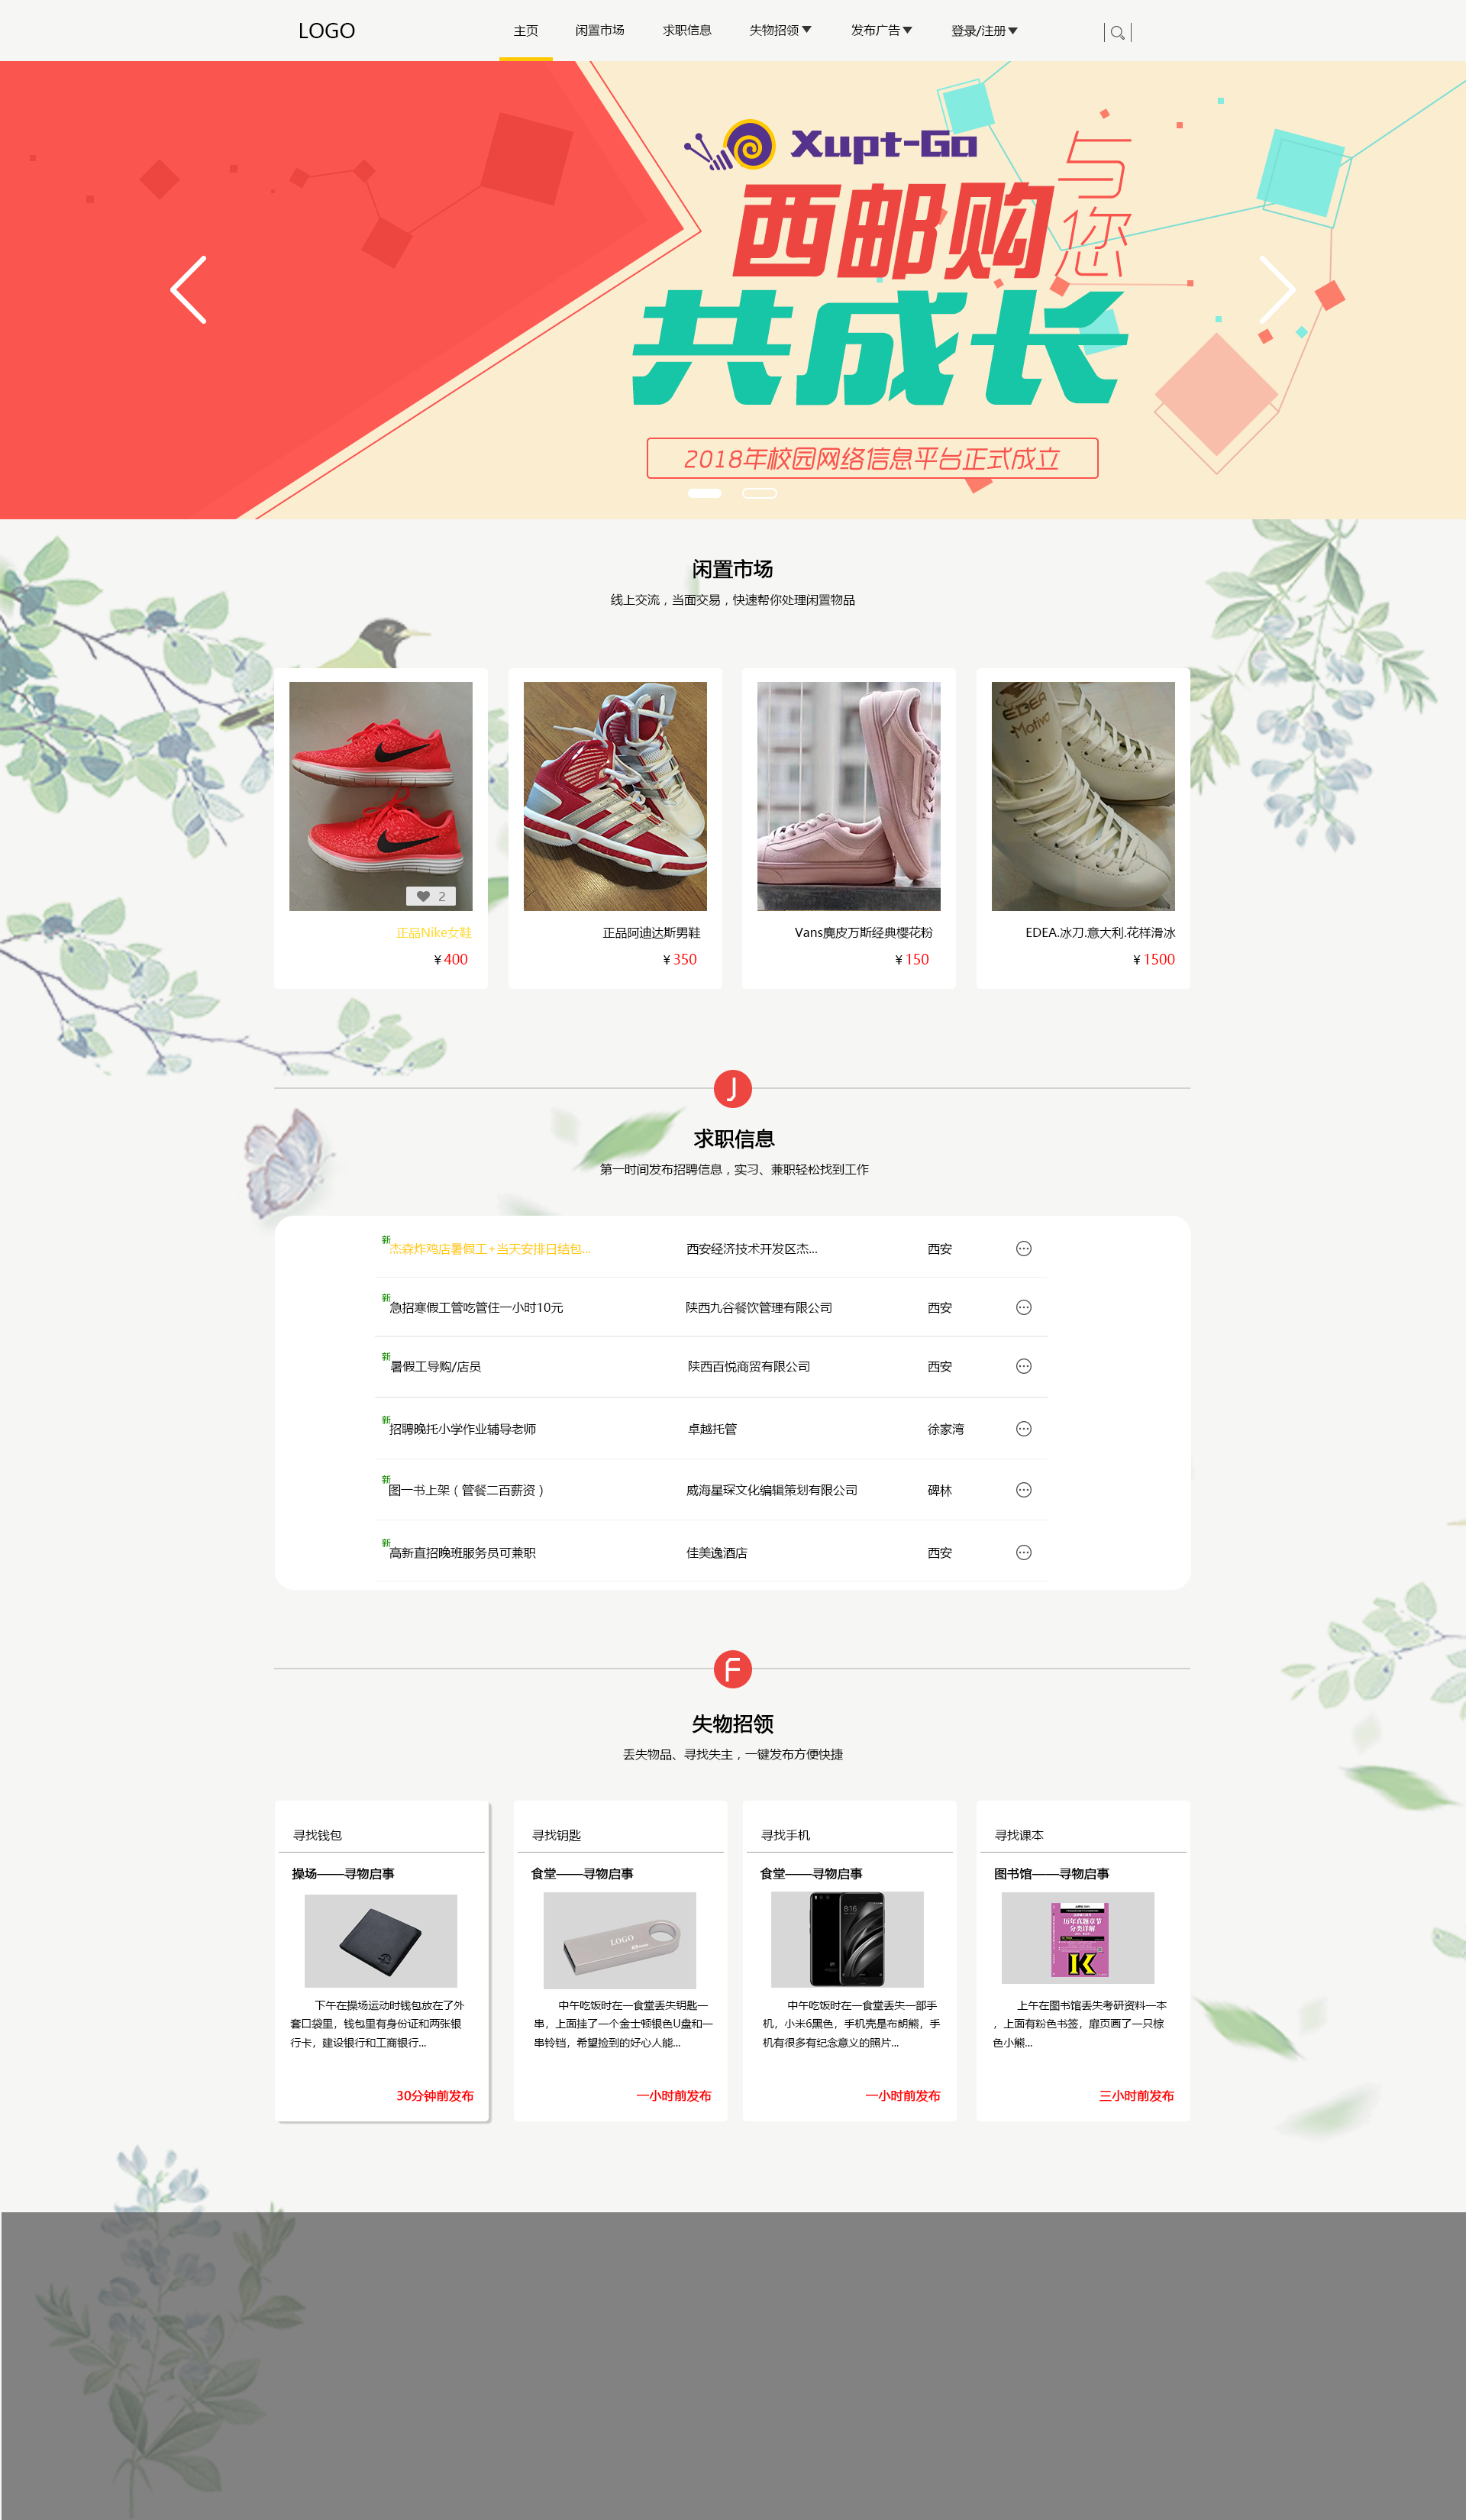 LOGO
主页 闲置市场 求职信息 失物招领 发布广告 登录/注册
Xupt-Go
西邮购
与您
共成长
2018年校园网络信息平台正式成立
闲置市场
线上交流，当面交易，快速帮你处理闲置物品
EDEA
Motivo
2
正品Nike女鞋
¥ 400
正品阿迪达斯男鞋
¥ 350
Vans麂皮万斯经典樱花粉
¥ 150
EDEA.冰刀.意大利.花样滑冰
¥ 1500
J
求职信息
第一时间发布招聘信息，实习、兼职轻松找到工作
新 杰森炸鸡店暑假工+当天安排日结包... 西安经济技术开发区杰... 西安
新 急招寒假工管吃管住一小时10元 陕西九谷餐饮管理有限公司 西安
新 暑假工导购/店员 陕西百悦商贸有限公司 西安
新 招聘晚托小学作业辅导老师 卓越托管 徐家湾
新 图一书上架（管餐二百薪资） 威海星琛文化编辑策划有限公司 碑林
新 高新直招晚班服务员可兼职 佳美逸酒店 西安
F
失物招领
丢失物品、寻找失主，一键发布方便快捷
寻找钱包
操场——寻物启事
下午在操场运动时钱包放在了外
套口袋里，钱包里有身份证和两张银
行卡，建设银行和工商银行...
30分钟前发布
寻找钥匙
食堂——寻物启事
LOGO
中午吃饭时在一食堂丢失钥匙一
串，上面挂了一个金士顿银色U盘和一
串铃铛，希望捡到的好心人能...
一小时前发布
寻找手机
食堂——寻物启事
8:16
中午吃饭时在一食堂丢失一部手
机，小米6黑色，手机壳是布朗熊，手
机有很多有纪念意义的照片...
一小时前发布
寻找课本
图书馆——寻物启事
历年真题章节
分类详解
K
上午在图书馆丢失考研资料一本
，上面有粉色书签，扉页画了一只棕
色小熊...
三小时前发布